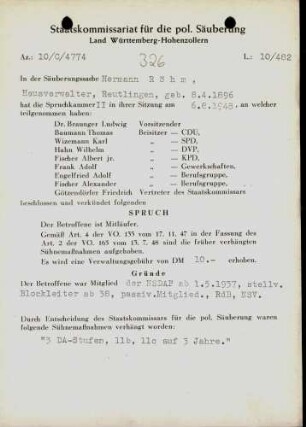 Staatskommissariat für die pol. Säuberung
Land Württemberg-Hohenzollern
Az.: 10/C/4774
326
L.: 10/482
In der Säuberungssache Hermann Röhm,
Hausverwalter, Reutlingen, geb. 8.4.1896
hat die Spruchkammer II in ihrer Sitzung am 6.8.1948, an welcher
teilgenommen haben:
Dr. Brauger Ludwig Vorsitzender
Baumann Thomas Beisitzer — CDU,
Wizemann Karl „ — SPD,
Hahn Wilhelm „ — DVP,
Fischer Albert jr. „ — KPD,
Frank Adolf „ — Gewerkschaften,
Engelfried Adolf „ — Berufsgruppe,
Fischer Alexander „ — Berufsgruppe,
Götzendörfer Friedrich Vertreter des Staatskommissars
beschlossen und verkündet folgenden
SPRUCH
Der Betroffene ist Mitläufer.
Gemäß Art. 4 der VO. 133 vom 17. 11. 47 in der Fassung des
Art. 2 der VO. 165 vom 13. 7. 48 sind die früher verhängten
Sühnemaßnahmen aufgehoben.
Es wird eine Verwaltungsgebühr von DM 10.- erhoben.
Gründe
Der Betroffene war Mitglied der NSDAP ab 1.5.1937, stellv.
Blockleiter ab 38, passiv.Mitglied., RdB, NSV.
Durch Entscheidung des Staatskommissars für die pol. Säuberung waren
folgende Sühnemaßnahmen verhängt worden:
"3 DA-Stufen, 11b, 11c auf 3 Jahre."